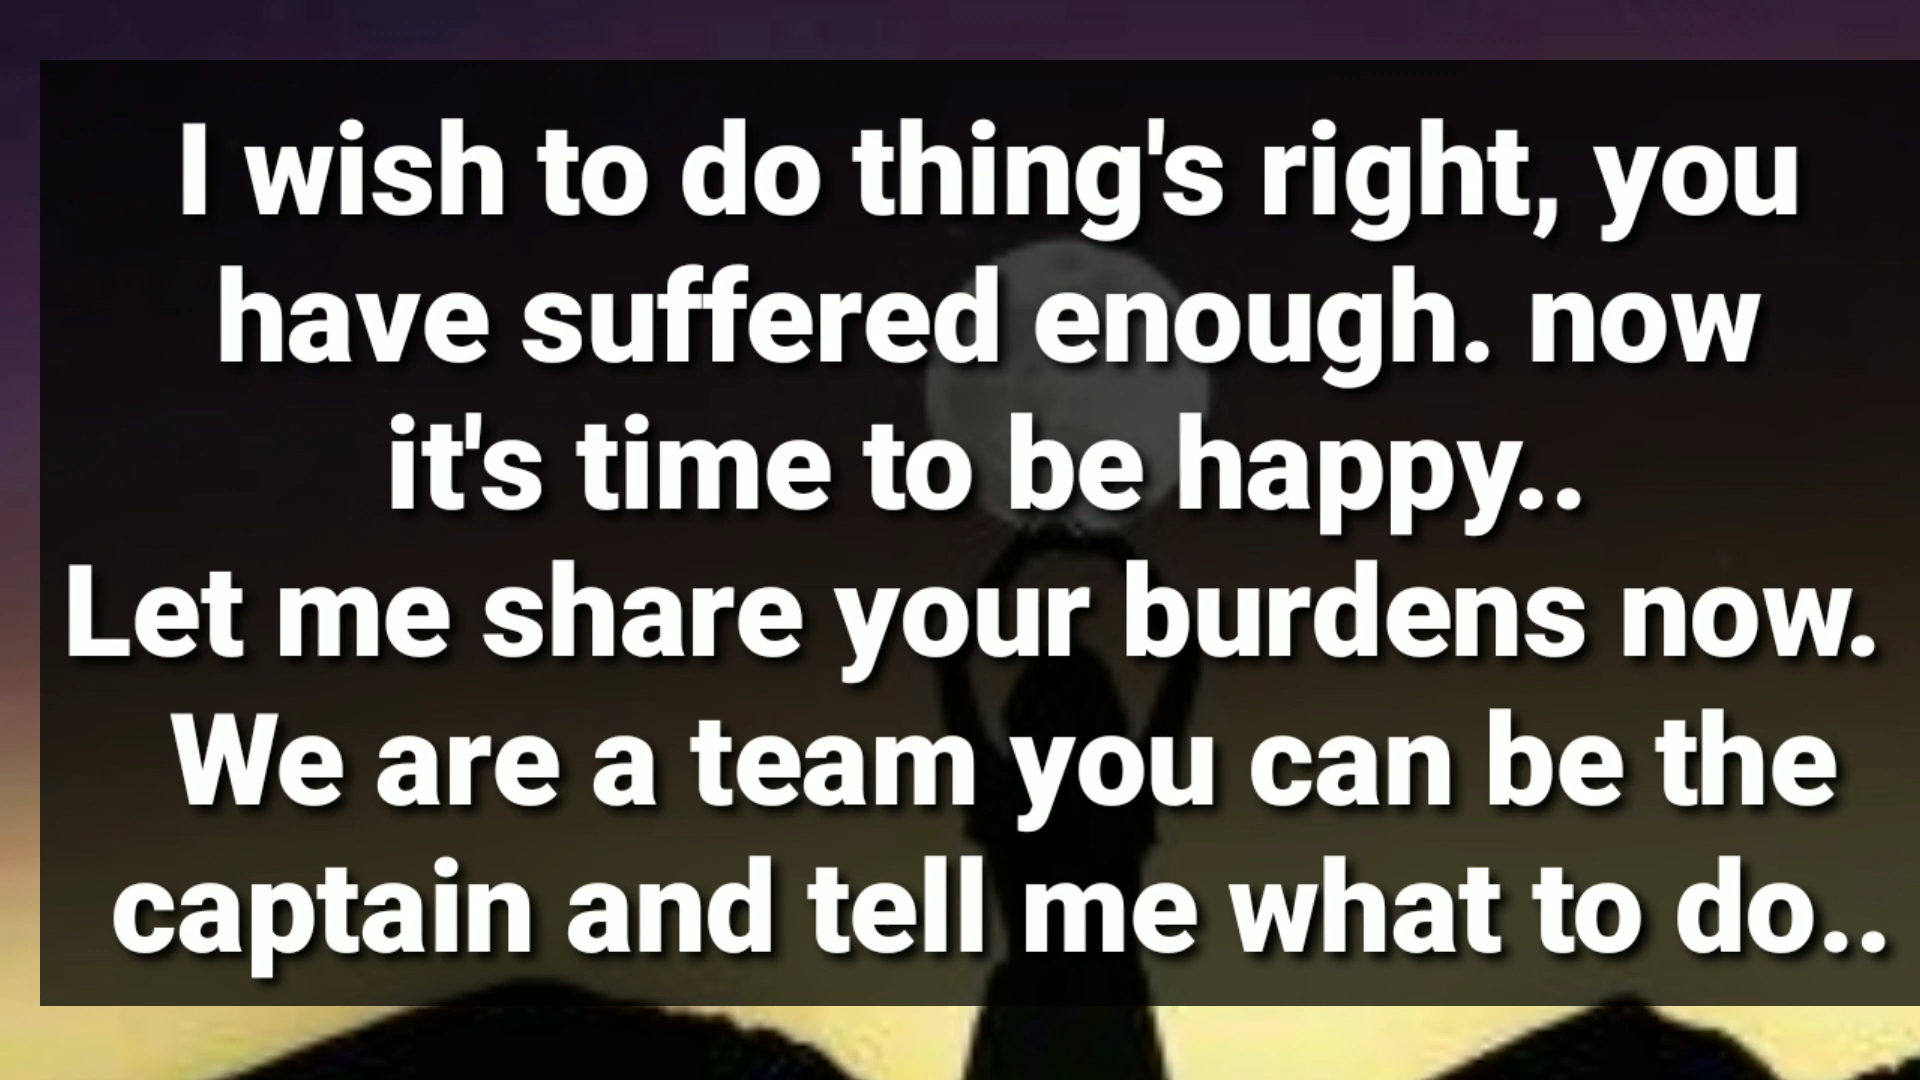 I wish to do thing's right, you
have suffered enough. now
it's time to be happy..
Let me share your burdens now.
We are a team you can be the
captain and tell me what to do..